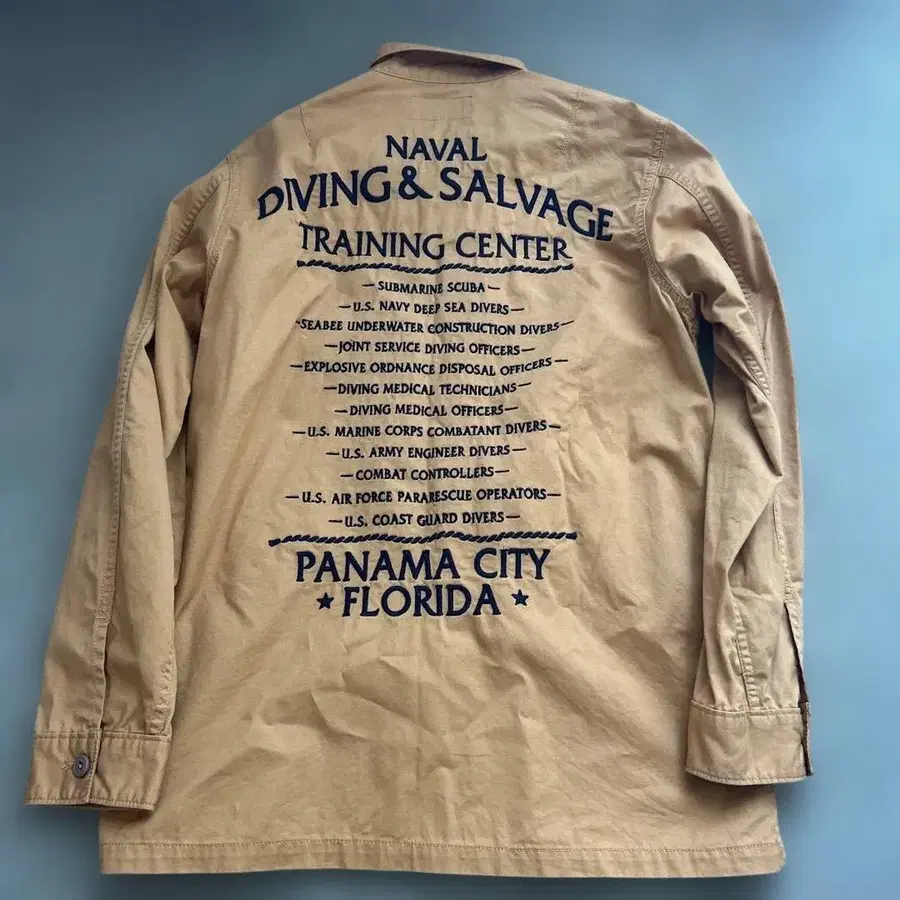 NAVAL
DIVING & SALVAGE
TRAINING CENTER
— SUBMARINE SCUBA —
— U.S. NAVY DEEP SEA DIVERS —
— SEABEE UNDERWATER CONSTRUCTION DIVERS —
— JOINT SERVICE DIVING OFFICERS —
— EXPLOSIVE ORDNANCE DISPOSAL OFFICERS —
— DIVING MEDICAL TECHNICIANS —
— DIVING MEDICAL OFFICERS —
— U.S. MARINE CORPS COMBATANT DIVERS —
— U.S. ARMY ENGINEER DIVERS —
— COMBAT CONTROLLERS —
— U.S. AIR FORCE PARARESCUE OPERATORS —
— U.S. COAST GUARD DIVERS —
PANAMA CITY
★ FLORIDA ★